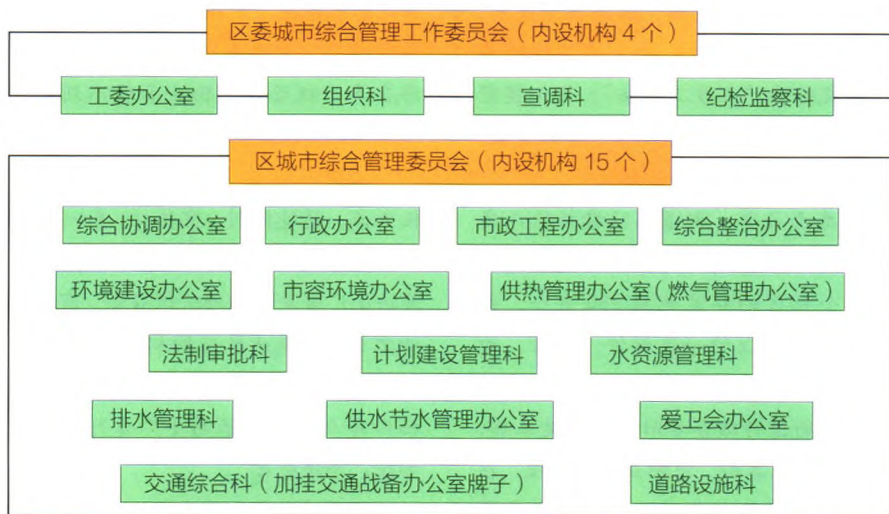 区委城市综合管理工作委员会（内设机构 4 个）
工委办公室 组织科 宣调科 纪检监察科
区城市综合管理委员会（内设机构 15 个）
综合协调办公室 行政办公室 市政工程办公室 综合整治办公室
环境建设办公室 市容环境办公室 供热管理办公室（燃气管理办公室）
法制审批科 计划建设管理科 水资源管理科
排水管理科 供水节水管理办公室 爱卫会办公室
交通综合科（加挂交通战备办公室牌子） 道路设施科